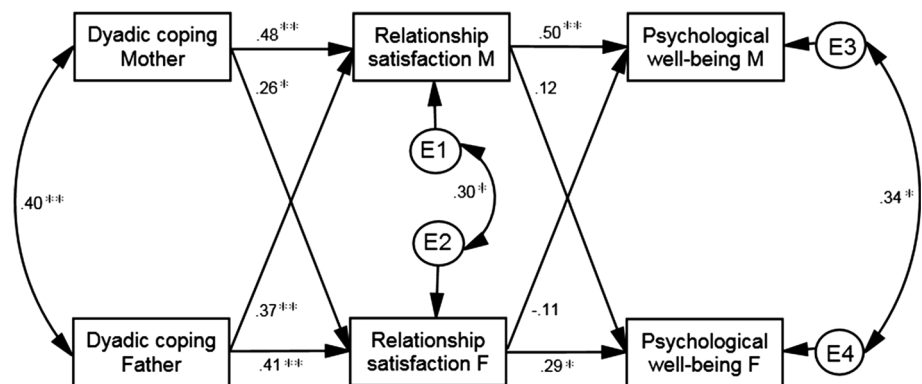 Dyadic coping
Mother
.48**
.26*
Relationship
satisfaction M
.50**
.12
Psychological
well-being M
E3
E1
.30*
E2
.40**
.34*
.37**
.41**
-.11
.29*
Dyadic coping
Father
Relationship
satisfaction F
Psychological
well-being F
E4